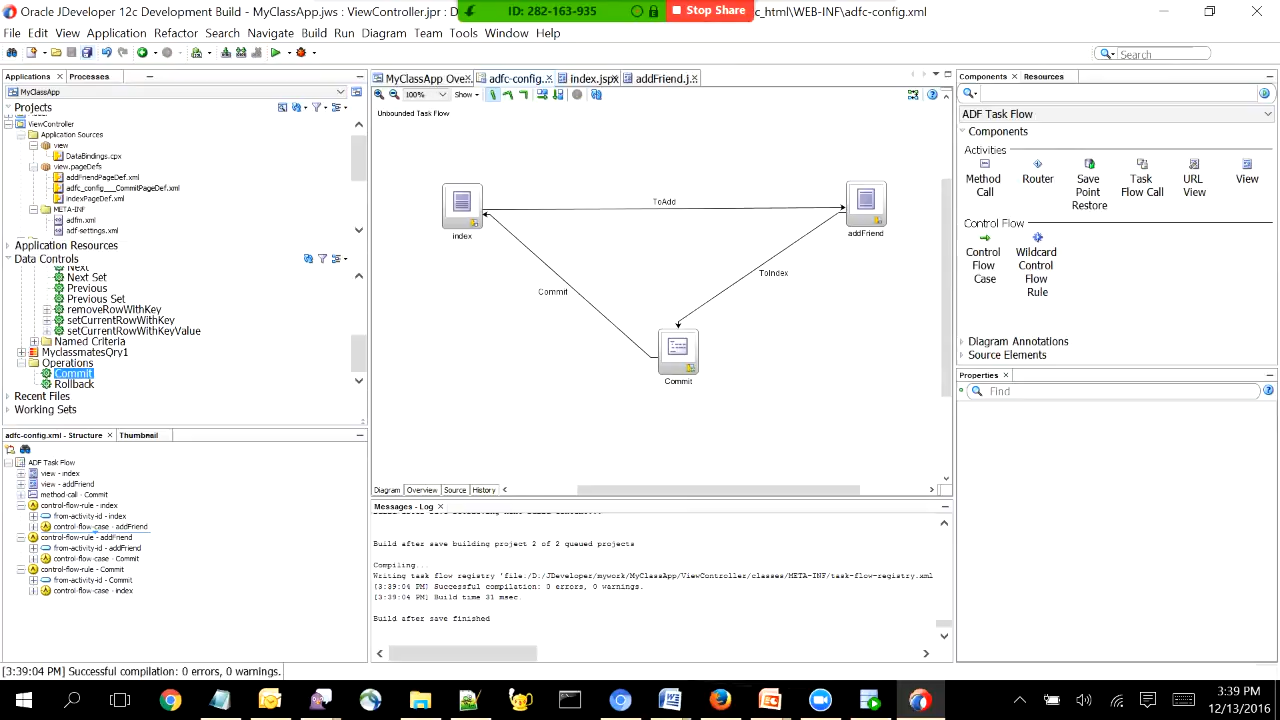 Oracle JDeveloper 12c Development Build - MyClassApp.jws : ViewController.jpr : D
ID: 282-163-935
Stop Share
c_html\WEB-INF\adfc-config.xml
File Edit View Application Refactor Search Navigate Build Run Diagram Team Tools Window Help
Search
Applications Processes
MyClassApp
Projects
ViewController
Application Sources
view
DataBindings.cpx
view.pageDefs
addFriendPageDef.xml
adfc_config___CommitPageDef.xml
indexPageDef.xml
META-INF
adfm.xml
adf-settings.xml
Application Resources
Data Controls
Next
Next Set
Previous
Previous Set
removeRowWithKey
setCurrentRowWithKey
setCurrentRowWithKeyValue
Named Criteria
MyclassmatesQry1
Operations
Commit
Rollback
Recent Files
Working Sets
adfc-config.xml - Structure Thumbnail
ADF Task Flow
view - index
view - addFriend
method-call - Commit
control-flow-rule - index
from-activity-id - index
control-flow-case - addFriend
control-flow-rule - addFriend
from-activity-id - addFriend
control-flow-case - Commit
control-flow-rule - Commit
from-activity-id - Commit
control-flow-case - index
MyClassApp Ove... adfc-config.... index.jspx addFriend.j...
100% Show
Unbounded Task Flow
index
ToAdd
addFriend
ToIndex
Commit
Commit
Diagram Overview Source History
Messages - Log
Build after save building project 2 of 2 queued projects
Compiling...
Writing task flow registry 'file:/D:/JDeveloper/mywork/MyClassApp/ViewController/classes/META-INF/task-flow-registry.xml
[3:39:04 PM] Successful compilation: 0 errors, 0 warnings.
[3:39:04 PM] Build time 31 msec.
Build after save finished
Components Resources
ADF Task Flow
Components
Activities
Method Call
Router
Save Point Restore
Task Flow Call
URL View
View
Control Flow
Control Flow Case
Wildcard Control Flow Rule
Diagram Annotations
Source Elements
Properties
Find
[3:39:04 PM] Successful compilation: 0 errors, 0 warnings.
3:39 PM
12/13/2016